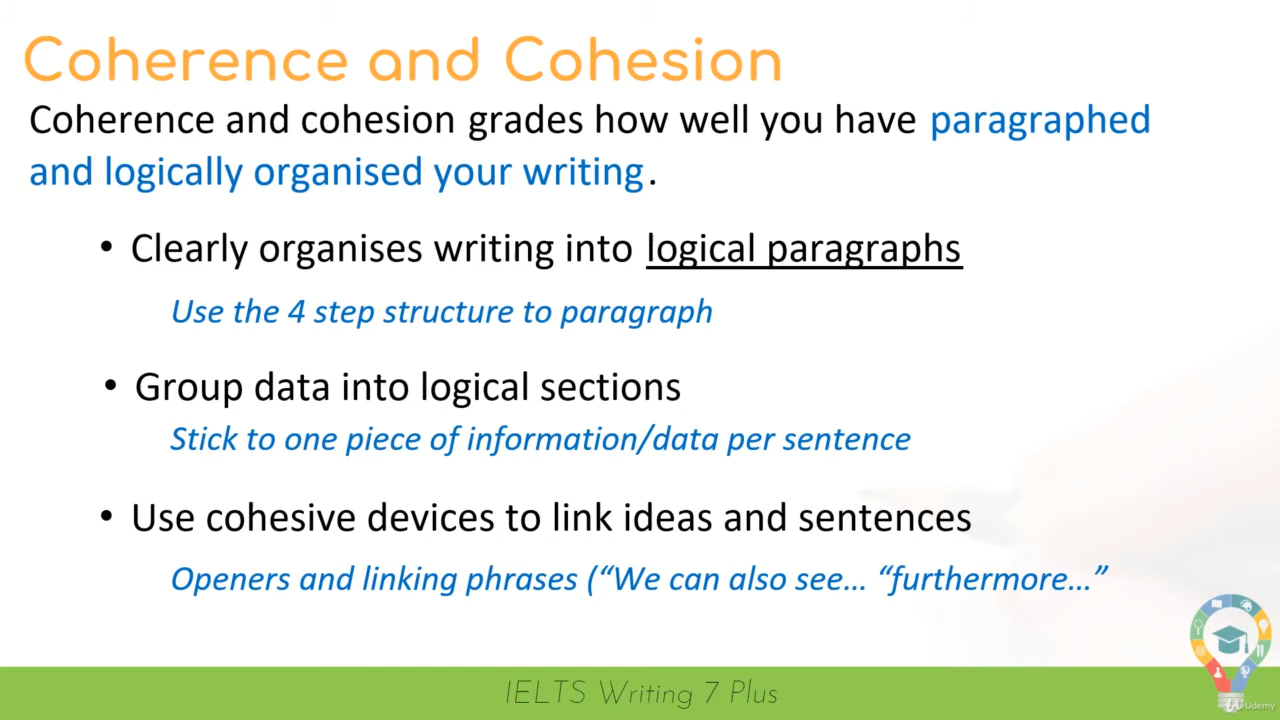 Coherence and Cohesion
Coherence and cohesion grades how well you have paragraphed
and logically organised your writing.
• Clearly organises writing into logical paragraphs
Use the 4 step structure to paragraph
• Group data into logical sections
Stick to one piece of information/data per sentence
• Use cohesive devices to link ideas and sentences
Openers and linking phrases (“We can also see… “furthermore…”
IELTS Writing 7 Plus
Udemy